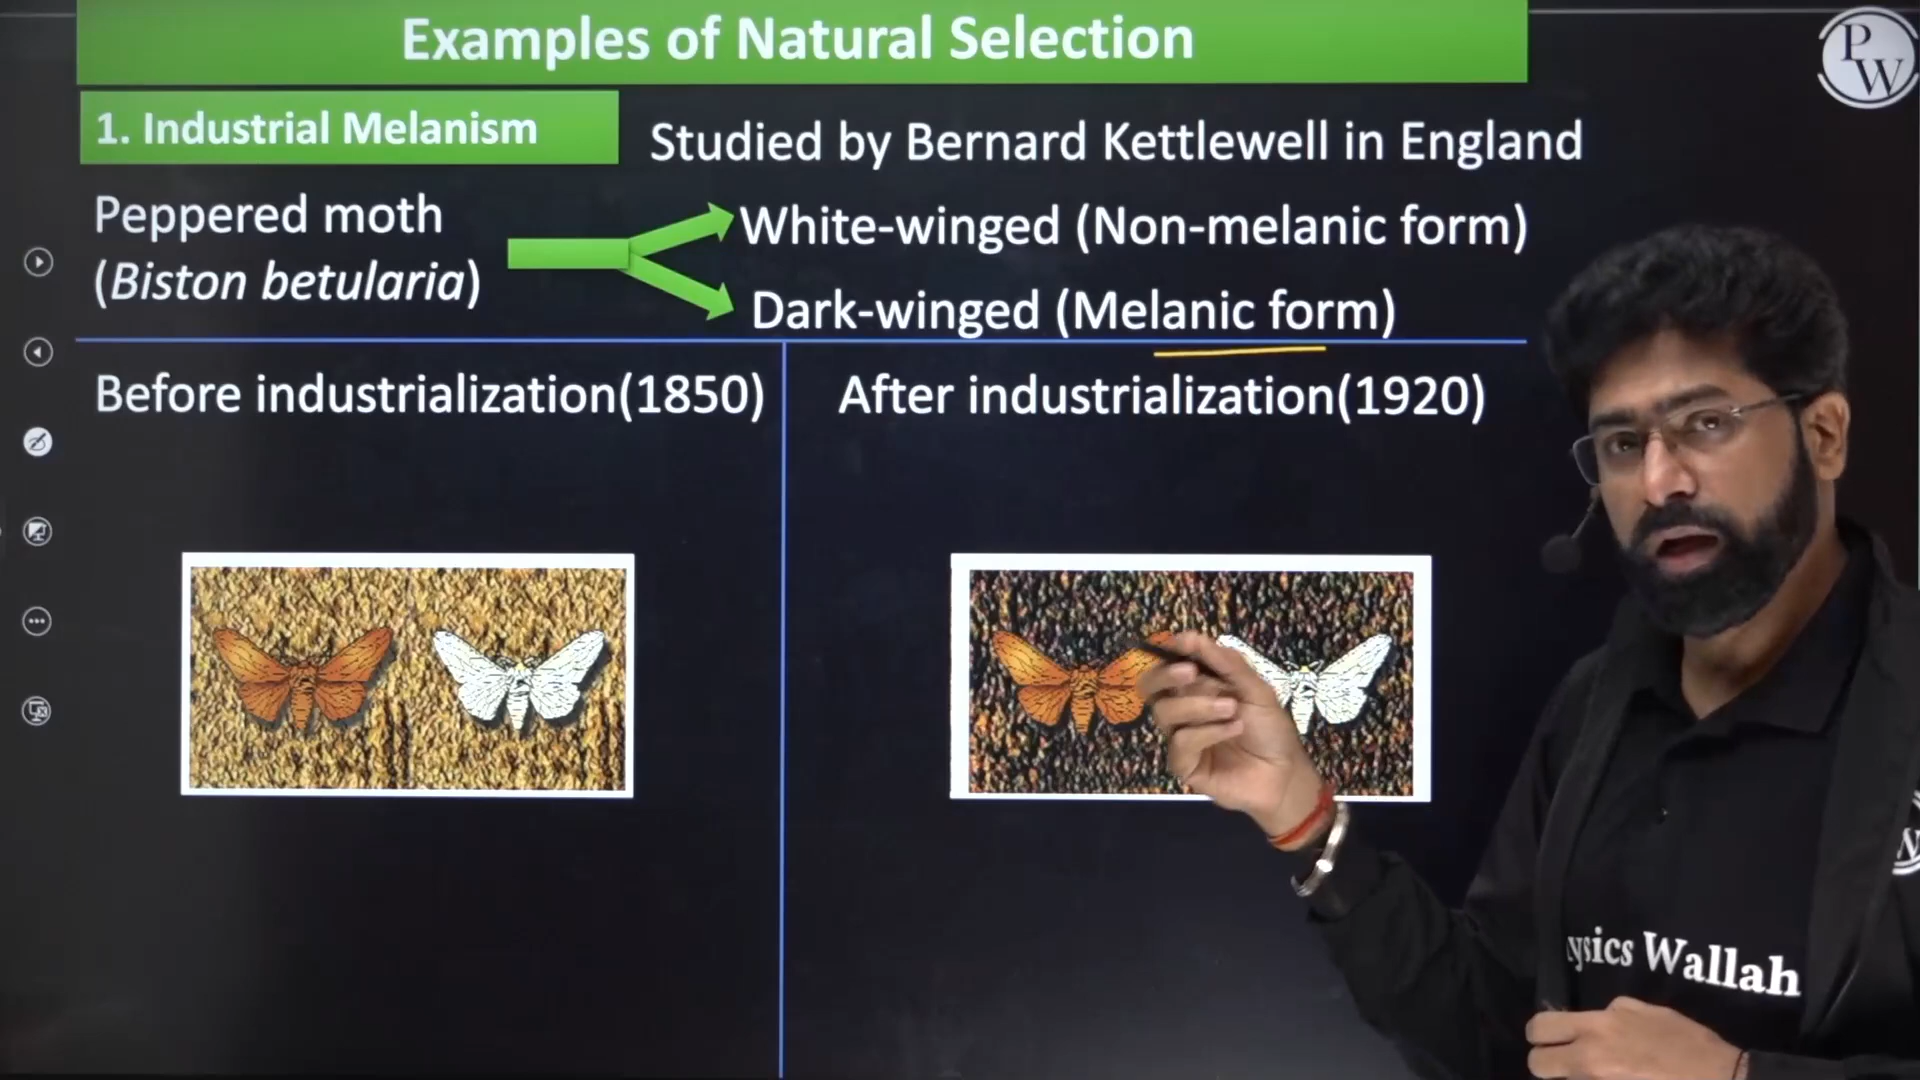 Examples of Natural Selection
PW
1. Industrial Melanism
Studied by Bernard Kettlewell in England
Peppered moth
(Biston betularia)
White-winged (Non-melanic form)
Dark-winged (Melanic form)
Before industrialization(1850)
After industrialization(1920)
ysics Wallah
W